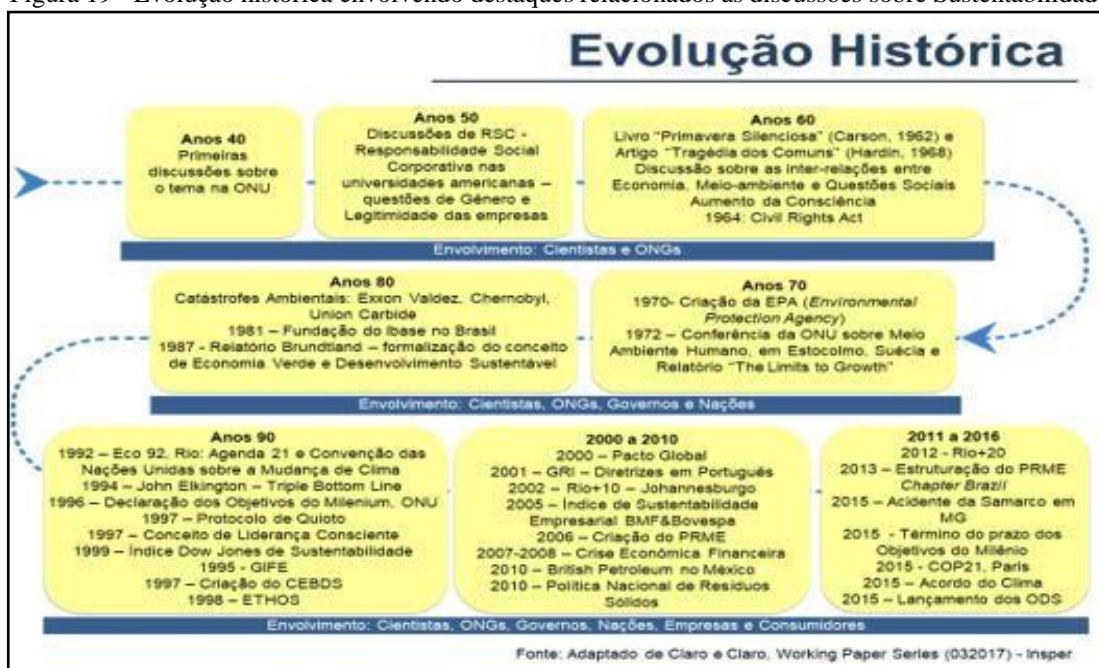 Figura 19 - Evolução histórica envolvendo destaques relacionados às discussões sobre Sustentabilidad
Evolução Histórica
Anos 40
Primeiras
discussões sobre
o tema na ONU
Anos 50
Discussões de RSC -
Responsabilidade Social
Corporativa nas
universidades americanas –
questões de Gênero e
Legitimidade das empresas
Anos 60
Livro "Primavera Silenciosa" (Carson, 1962) e
Artigo "Tragédia dos Comuns" (Hardin, 1968)
Discussão sobre as inter-relações entre
Economia, Meio-ambiente e Questões Sociais
Aumento da Consciência
1964: Civil Rights Act
Envolvimento: Cientistas e ONGs
Anos 70
1970- Criação da EPA (Environmental
Protection Agency)
1972 – Conferência da ONU sobre Meio
Ambiente Humano, em Estocolmo, Suécia e
Relatório "The Limits to Growth"
Anos 80
Catástrofes Ambientais: Exxon Valdez, Chernobyl,
Union Carbide
1981 – Fundação do Ibase no Brasil
1987 - Relatório Brundtland – formalização do conceito
de Economia Verde e Desenvolvimento Sustentável
Envolvimento: Cientistas, ONGs, Governos e Nações
Anos 90
1992 – Eco 92, Rio: Agenda 21 e Convenção das
Nações Unidas sobre a Mudança de Clima
1994 – John Elkington – Triple Bottom Line
1996 – Declaração dos Objetivos do Milenium, ONU
1997 – Protocolo de Quioto
1997 – Conceito de Liderança Consciente
1999 – Índice Dow Jones de Sustentabilidade
1995 - GIFE
1997 – Criação do CEBDS
1998 – ETHOS
2000 a 2010
2000 – Pacto Global
2001 – GRI – Diretrizes em Português
2002 – Rio+10 – Johannesburgo
2005 – Índice de Sustentabilidade
Empresarial BMF&Bovespa
2006 – Criação do PRME
2007-2008 – Crise Econômica Financeira
2010 – British Petroleum no México
2010 – Política Nacional de Resíduos
Sólidos
2011 a 2016
2012 - Rio+20
2013 – Estruturação do PRME
Chapter Brazil
2015 – Acidente da Samarco em
MG
2015 - Término do prazo dos
Objetivos do Milênio
2015 - COP21, Paris
2015 – Acordo do Clima
2015 – Lançamento dos ODS
Envolvimento: Cientistas, ONGs, Governos, Nações, Empresas e Consumidores
Fonte: Adaptado de Claro e Claro, Working Paper Series (032017) - Insper